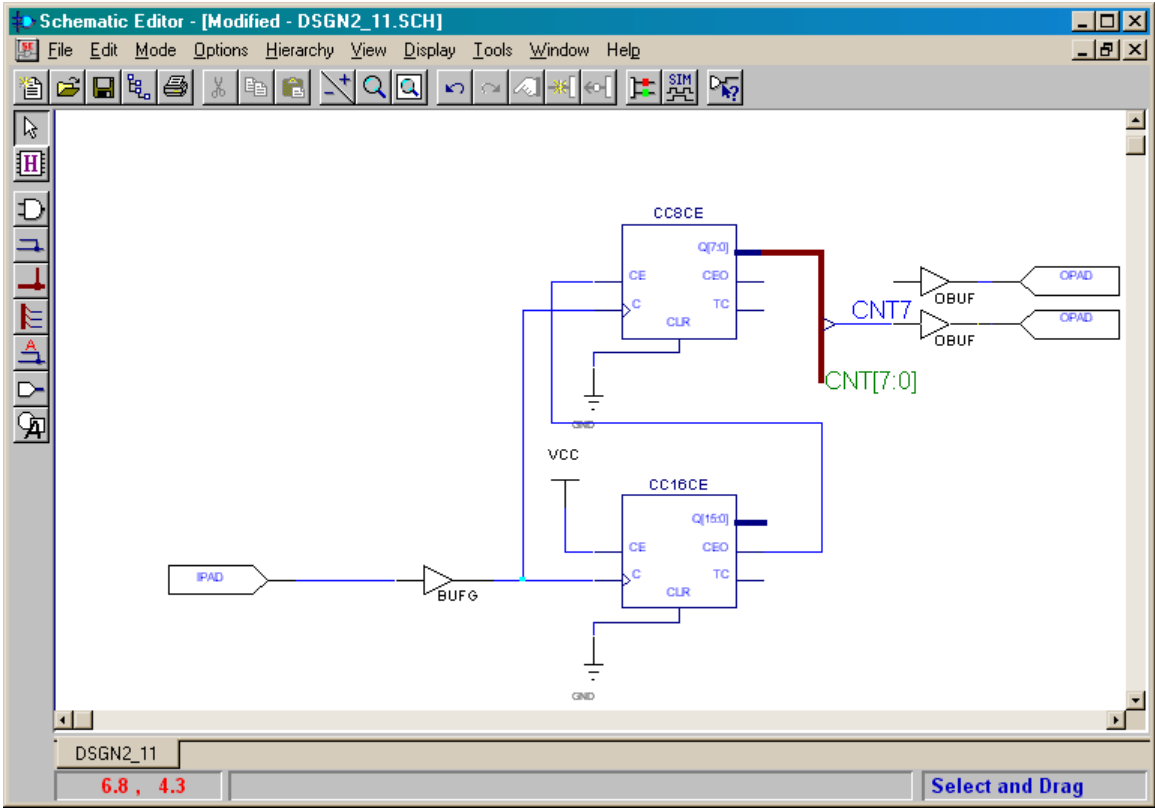 Schematic Editor - [Modified - DSGN2_11.SCH]
File Edit Mode Options Hierarchy View Display Tools Window Help
SIM
H
A
A
CC8CE
Q[7:0]
CE CEO
C TC
CLR
GND
CNT7
CNT[7:0]
OPAD
OBUF
OPAD
OBUF
VCC
CC16CE
Q[15:0]
CE CEO
C TC
CLR
GND
IPAD
BUFG
DSGN2_11
6.8 , 4.3
Select and Drag